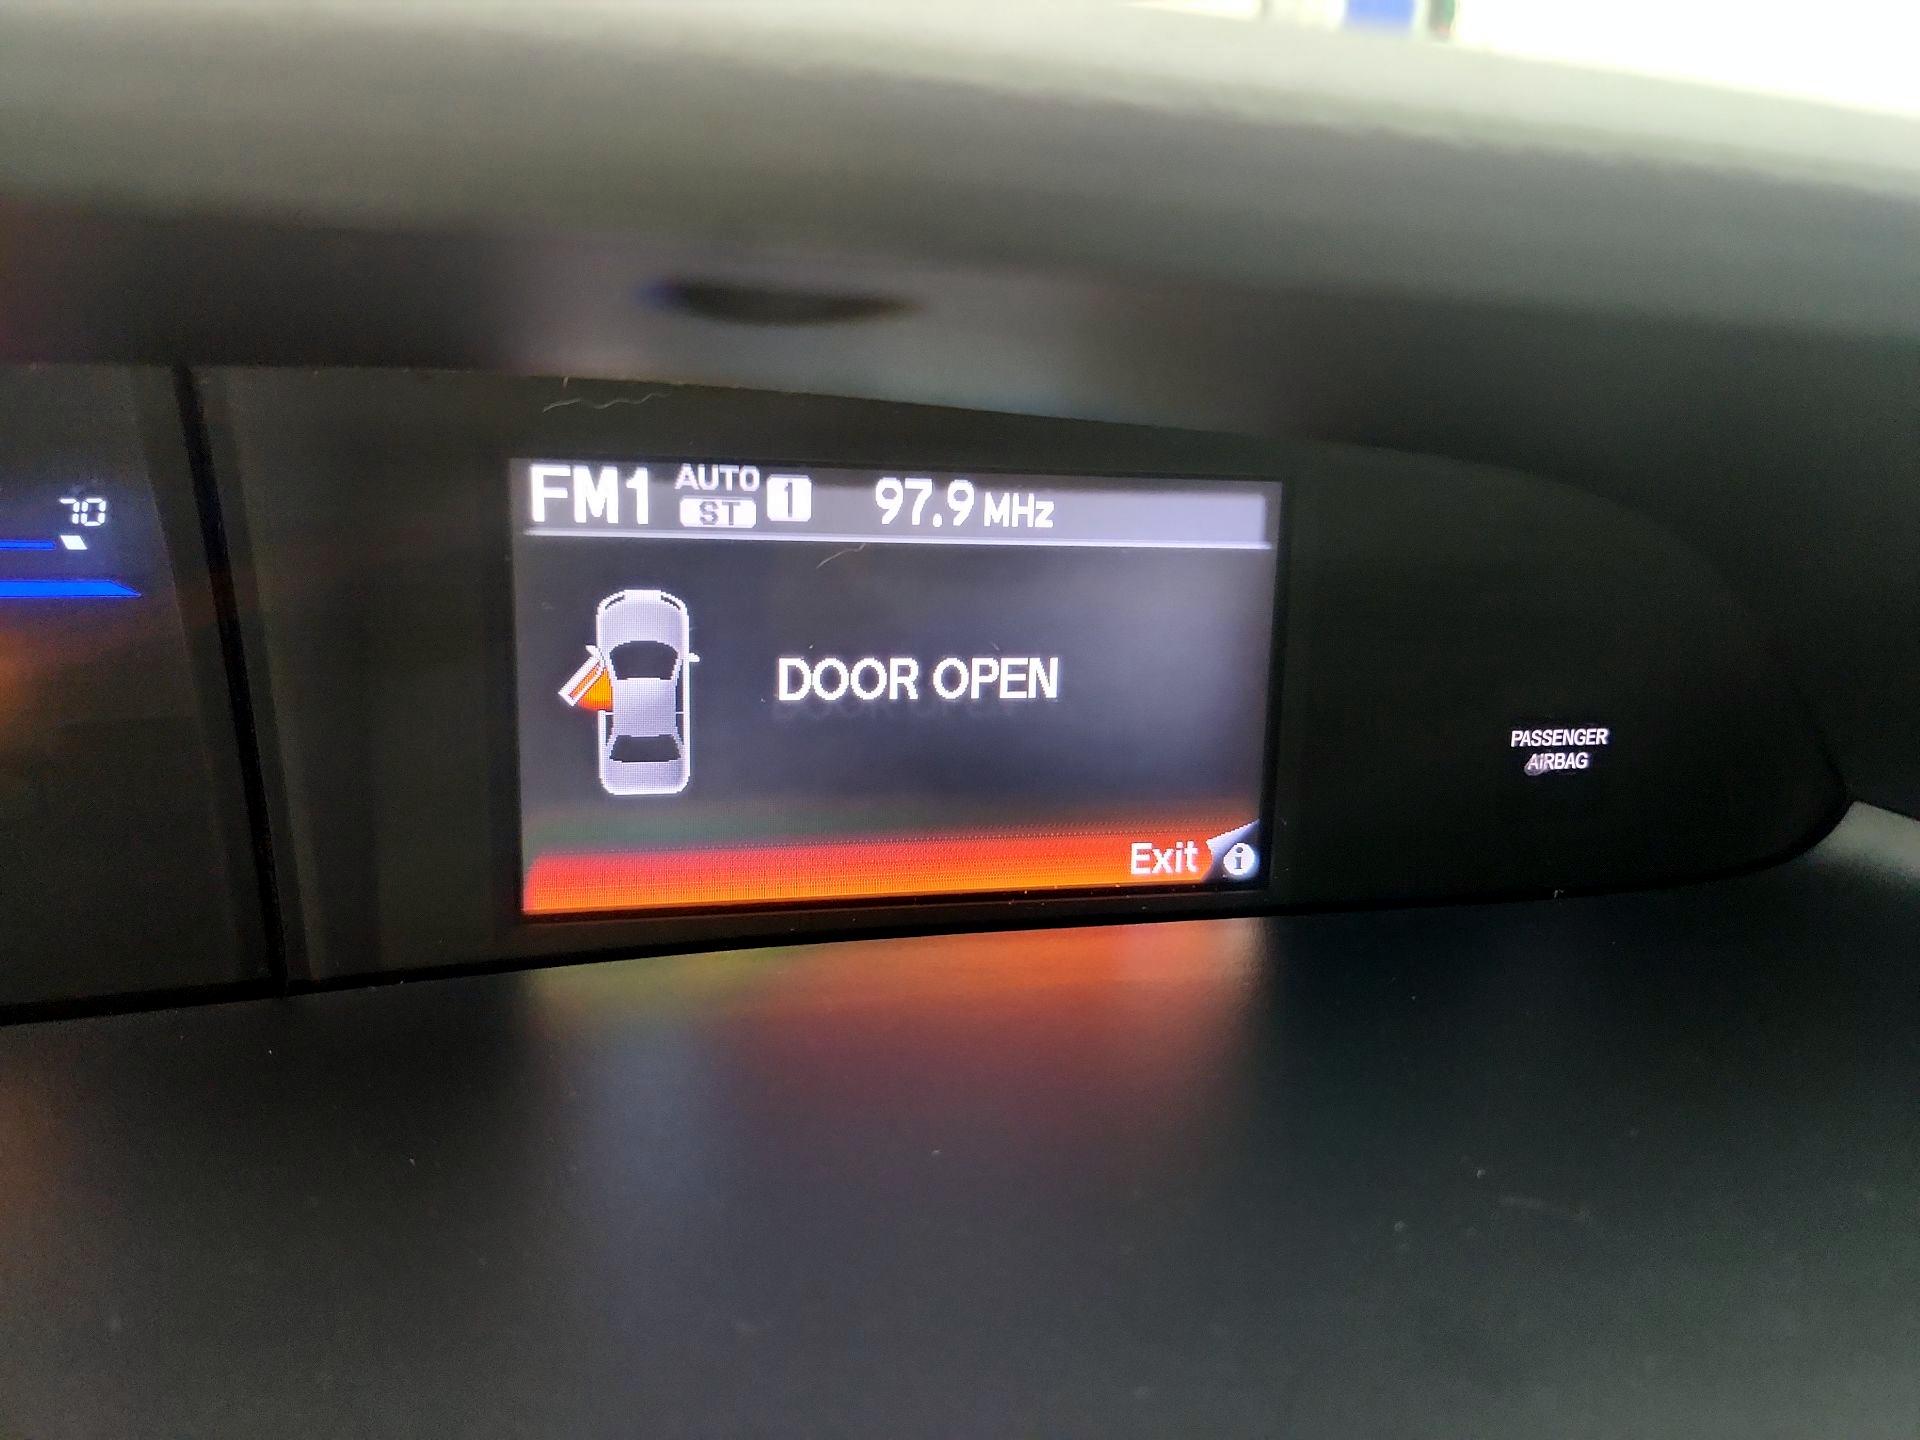 70
FM1 AUTO ST 1 97.9 MHz
DOOR OPEN
Exit i
PASSENGER
AIRBAG